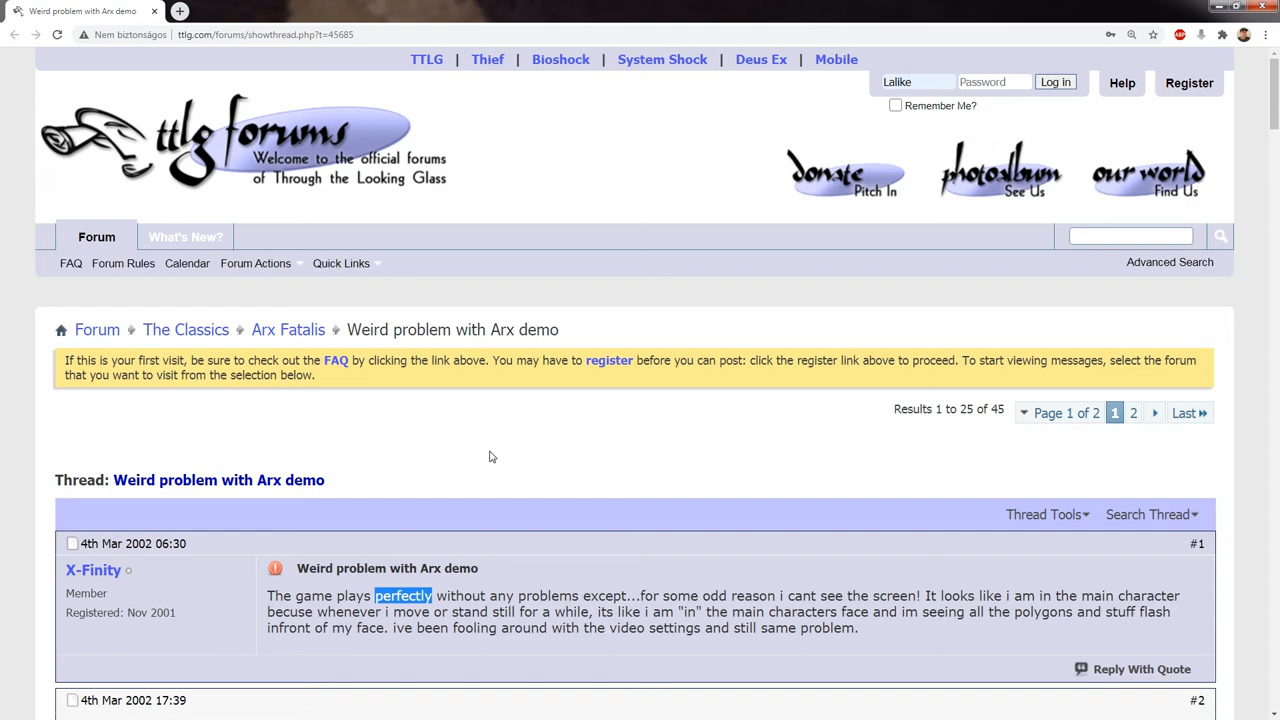 Weird problem with Arx demo
Nem biztonságos | ttlg.com/forums/showthread.php?t=45685
ABP
TTLG | Thief | Bioshock | System Shock | Deus Ex | Mobile
Lalike Password Log in Help Register
Remember Me?
ttlg forums
Welcome to the official forums
of Through the Looking Glass
donate
Pitch In
photoalbum
See Us
our world
Find Us
Forum What's New?
FAQ Forum Rules Calendar Forum Actions Quick Links
Advanced Search
Forum The Classics Arx Fatalis Weird problem with Arx demo
If this is your first visit, be sure to check out the FAQ by clicking the link above. You may have to register before you can post: click the register link above to proceed. To start viewing messages, select the forum
that you want to visit from the selection below.
Results 1 to 25 of 45 Page 1 of 2 1 2 Last
Thread: Weird problem with Arx demo
Thread Tools Search Thread
4th Mar 2002 06:30 #1
X-Finity
Member
Registered: Nov 2001
Weird problem with Arx demo
The game plays perfectly without any problems except...for some odd reason i cant see the screen! It looks like i am in the main character
becuse whenever i move or stand still for a while, its like i am "in" the main characters face and im seeing all the polygons and stuff flash
infront of my face. ive been fooling around with the video settings and still same problem.
Reply With Quote
4th Mar 2002 17:39 #2